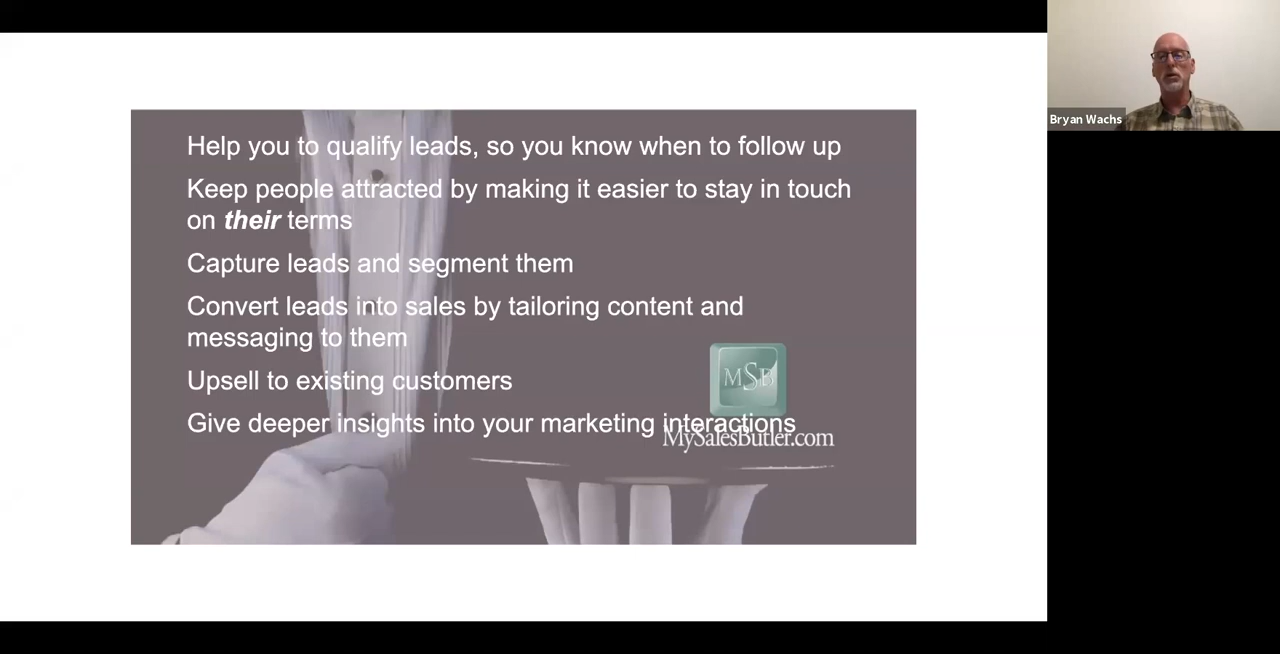 Help you to qualify leads, so you know when to follow up
Keep people attracted by making it easier to stay in touch
on their terms
Capture leads and segment them
Convert leads into sales by tailoring content and
messaging to them
Upsell to existing customers
Give deeper insights into your marketing interactions
MSB
MySalesButler.com
Bryan Wachs